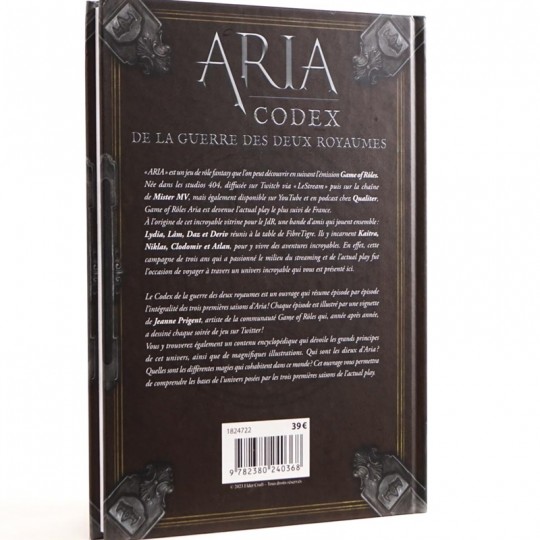 ARIA
CODEX
DE LA GUERRE DES DEUX ROYAUMES
« ARIA » est un jeu de rôle fantasy que l'on peut découvrir en suivant l'émission Game of Rôles.
Née dans les studios 404, diffusée sur Twitch via « LeStream » puis sur la chaîne
de Mister MV, mais également disponible sur YouTube et en podcast chez Qualiter,
Game of Rôles Aria est devenue l'actual play le plus suivi de France.
À l'origine de cet incroyable vitrine pour le JdR, une bande d'amis qui jouent ensemble :
Lydia, Làm, Daz et Derio réunis à la table de FibreTigre. Ils y incarnent Kaitro,
Niklas, Clodomir et Atlan, pour y vivre des aventures incroyables. En effet, cette
campagne de trois ans qui a passionné le milieu du streaming et de l'actual play fut
l'occasion de voyager à travers un univers incroyable qui vous est présenté ici.
Le Codex de la guerre des deux royaumes est un ouvrage qui résume épisode par épisode
l'intégralité des trois premières saisons d'Aria ! Chaque épisode est illustré par une vignette
de Jeanne Prigent, artiste de la communauté Game of Rôles qui, année après année,
a dessiné chaque soirée de jeu sur Twitter !
Vous y trouverez également un contenu encyclopédique qui dévoile les grands principes
de cet univers, ainsi que de magnifiques illustrations. Qui sont les dieux d'Aria ?
Quelles sont les différentes magies qui cohabitent dans ce monde ? Cet ouvrage vous permettra
de comprendre les bases de l'univers posées par les trois premières saisons de l'actual play.
1824722
39 €
9 782380 240368
Tous droits réservés